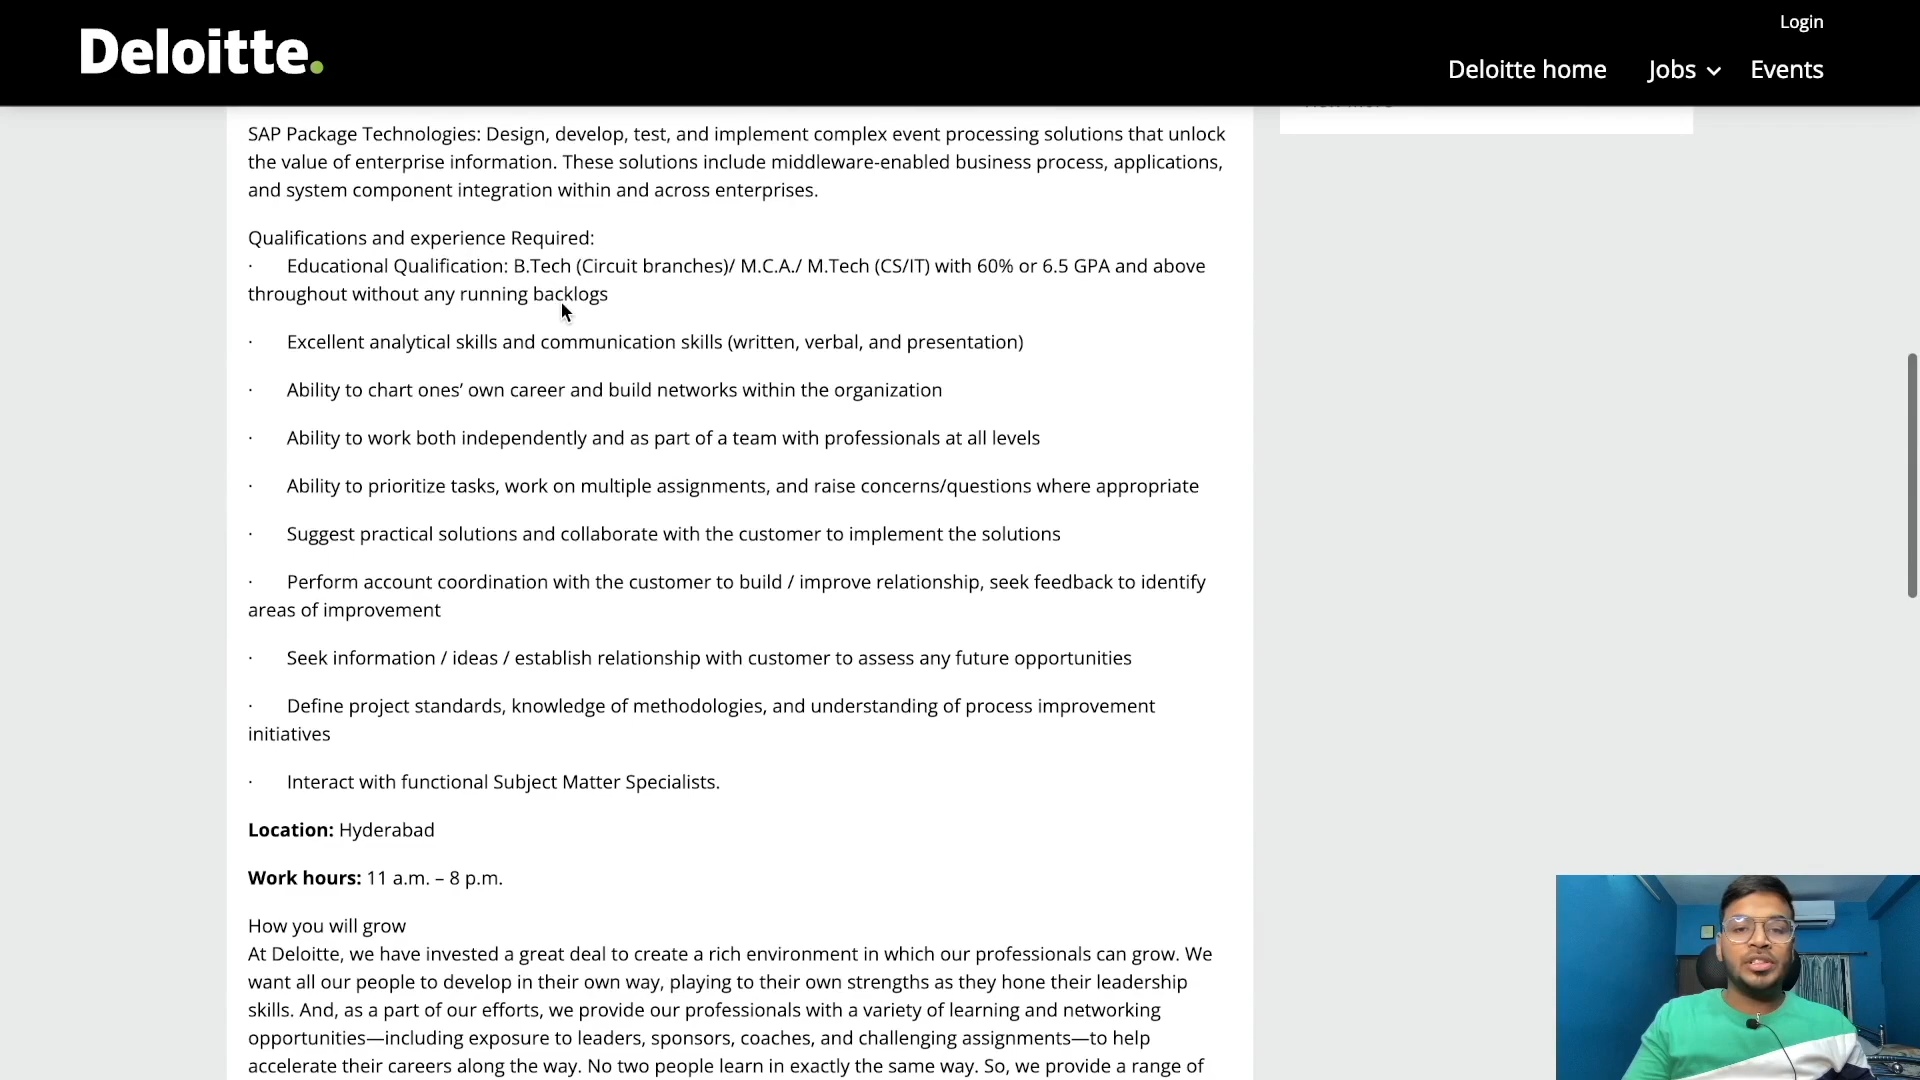 Login
Deloitte.
Deloitte home
Jobs
Events
SAP Package Technologies: Design, develop, test, and implement complex event processing solutions that unlock
the value of enterprise information. These solutions include middleware-enabled business process, applications,
and system component integration within and across enterprises.
Qualifications and experience Required:
· Educational Qualification: B.Tech (Circuit branches)/ M.C.A./ M.Tech (CS/IT) with 60% or 6.5 GPA and above
throughout without any running backlogs
· Excellent analytical skills and communication skills (written, verbal, and presentation)
· Ability to chart ones’ own career and build networks within the organization
· Ability to work both independently and as part of a team with professionals at all levels
· Ability to prioritize tasks, work on multiple assignments, and raise concerns/questions where appropriate
· Suggest practical solutions and collaborate with the customer to implement the solutions
· Perform account coordination with the customer to build / improve relationship, seek feedback to identify
areas of improvement
· Seek information / ideas / establish relationship with customer to assess any future opportunities
· Define project standards, knowledge of methodologies, and understanding of process improvement
initiatives
· Interact with functional Subject Matter Specialists.
Location: Hyderabad
Work hours: 11 a.m. – 8 p.m.
How you will grow
At Deloitte, we have invested a great deal to create a rich environment in which our professionals can grow. We
want all our people to develop in their own way, playing to their own strengths as they hone their leadership
skills. And, as a part of our efforts, we provide our professionals with a variety of learning and networking
opportunities—including exposure to leaders, sponsors, coaches, and challenging assignments—to help
accelerate their careers along the way. No two people learn in exactly the same way. So, we provide a range of